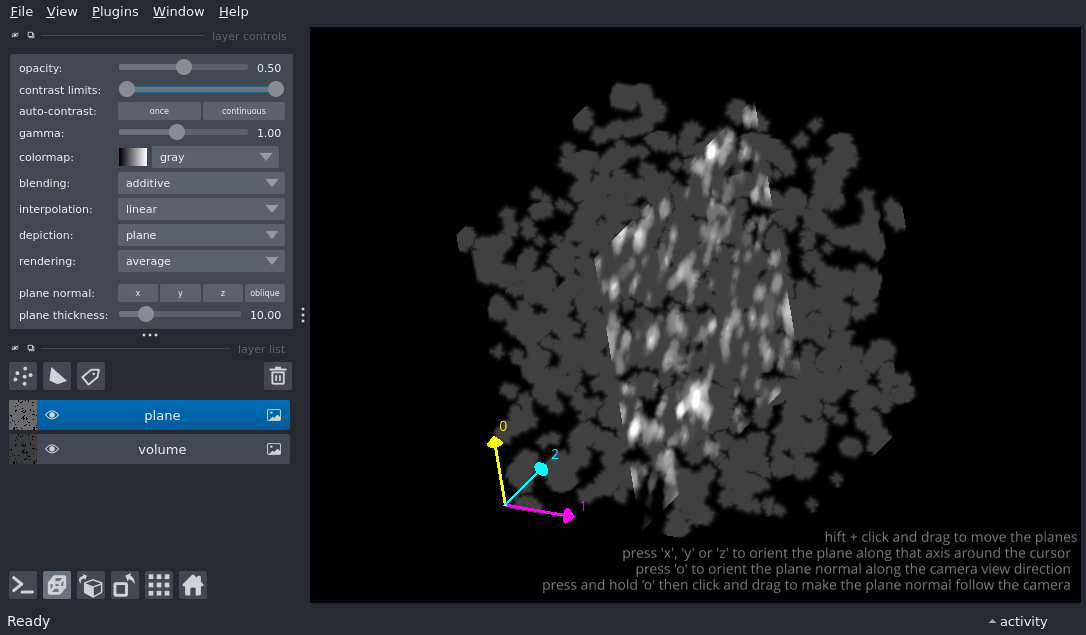 File View Plugins Window Help
layer controls
opacity: 0.50
contrast limits:
auto-contrast: once continuous
gamma: 1.00
colormap: gray
blending: additive
interpolation: linear
depiction: plane
rendering: average
plane normal: x y z oblique
plane thickness: 10.00
layer list
plane
volume
0
2
1
hift + click and drag to move the planes
press 'x', 'y' or 'z' to orient the plane along that axis around the cursor
press 'o' to orient the plane normal along the camera view direction
press and hold 'o' then click and drag to make the plane normal follow the camera
Ready activity